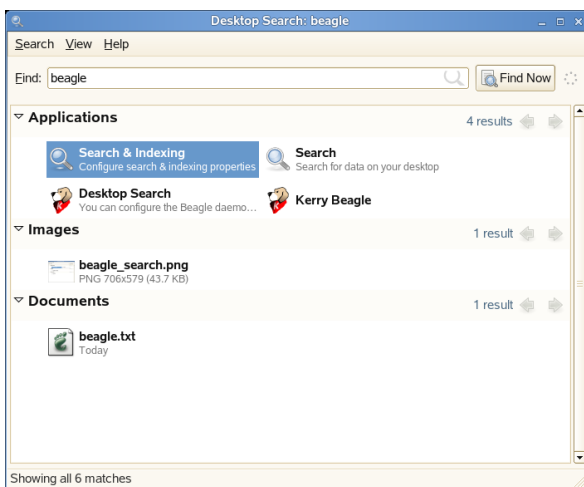 Desktop Search: beagle
Search View Help
Find: beagle Find Now
Applications 4 results
Search & Indexing
Configure search & indexing properties
Search
Search for data on your desktop
Desktop Search
You can configure the Beagle daemo...
Kerry Beagle
Images 1 result
beagle_search.png
PNG 706x579 (43.7 KB)
Documents 1 result
beagle.txt
Today
Showing all 6 matches